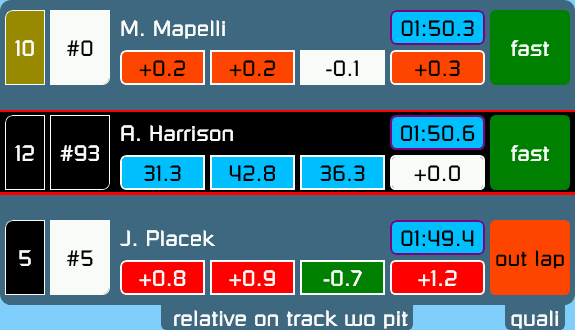 10 #0 M. Mapelli 01:50.3 fast
+0.2 +0.2 -0.1 +0.3
12 #93 A. Harrison 01:50.6 fast
31.3 42.8 36.3 +0.0
5 #5 J. Placek 01:49.4 out lap
+0.8 +0.9 -0.7 +1.2
relative on track wo pit quali